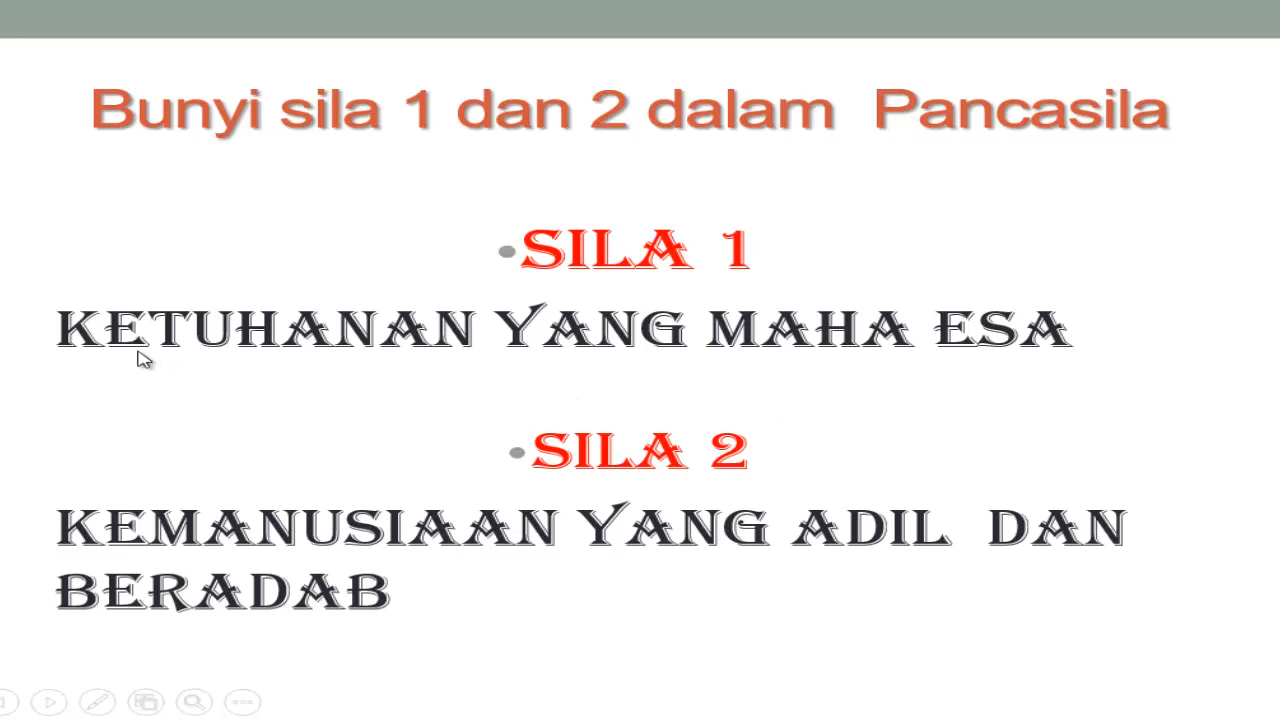 Bunyi sila 1 dan 2 dalam Pancasila
•SILA 1
KETUHANAN YANG MAHA ESA
•SILA 2
KEMANUSIAAN YANG ADIL DAN
BERADAB